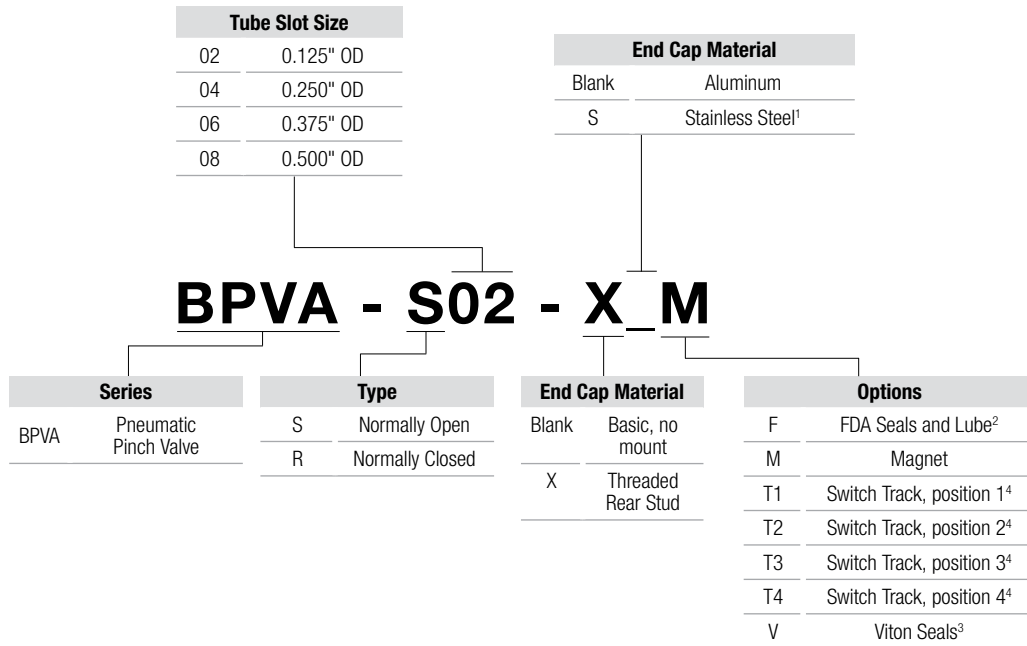 Tube Slot Size
02 0.125" OD
04 0.250" OD
06 0.375" OD
08 0.500" OD
End Cap Material
Blank Aluminum
S Stainless Steel¹
BPVA - S02 - X_M
Series
BPVA Pneumatic
Pinch Valve
Type
S Normally Open
R Normally Closed
End Cap Material
Blank Basic, no
mount
X Threaded
Rear Stud
Options
F FDA Seals and Lube²
M Magnet
T1 Switch Track, position 1⁴
T2 Switch Track, position 2⁴
T3 Switch Track, position 3⁴
T4 Switch Track, position 4⁴
V Viton Seals³